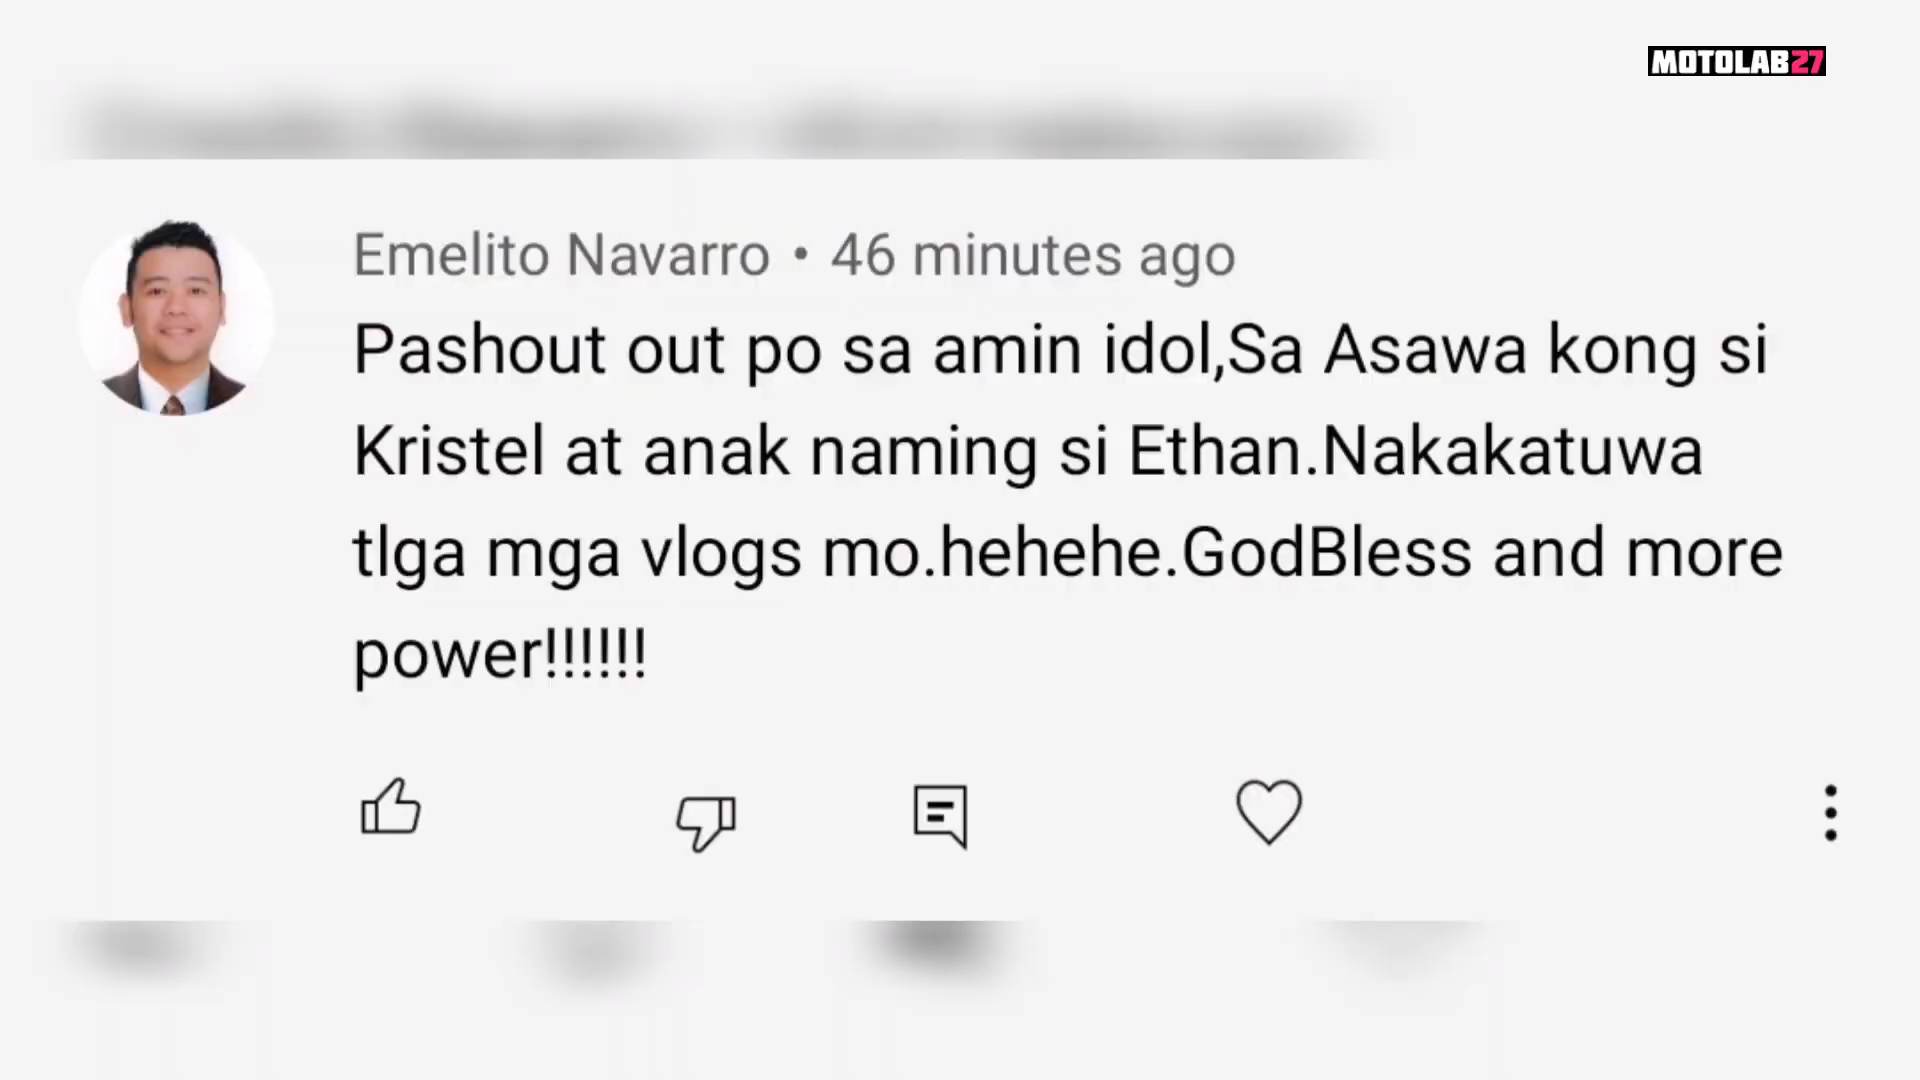 MOTOLAB27
Emelito Navarro • 46 minutes ago
Pashout out po sa amin idol,Sa Asawa kong si
Kristel at anak naming si Ethan.Nakakatuwa
tlga mga vlogs mo.hehehe.GodBless and more
power!!!!!!